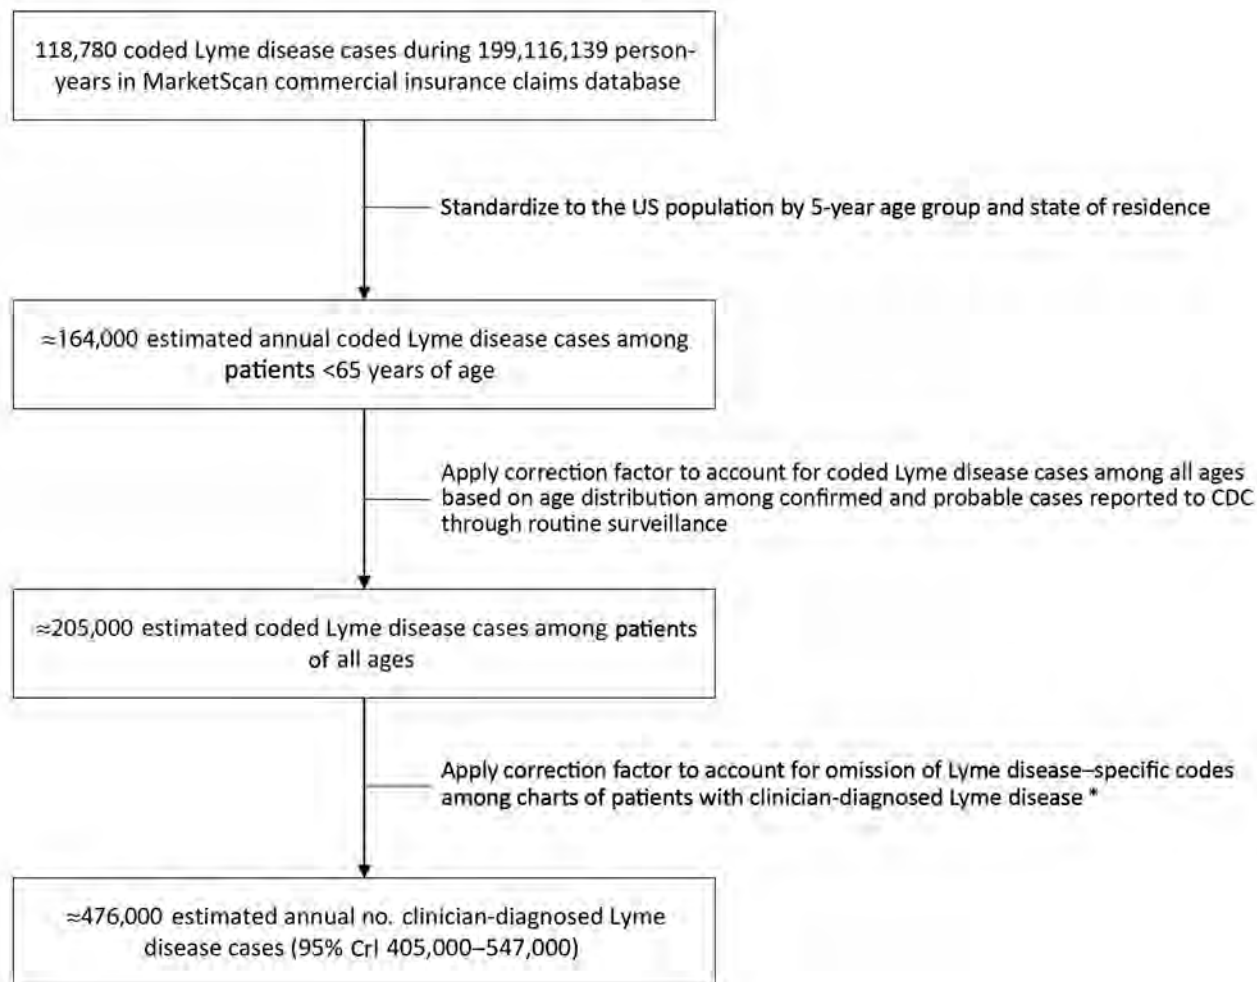 118,780 coded Lyme disease cases during 199,116,139 person-
years in MarketScan commercial insurance claims database
Standardize to the US population by 5-year age group and state of residence
≈164,000 estimated annual coded Lyme disease cases among
patients <65 years of age
Apply correction factor to account for coded Lyme disease cases among all ages
based on age distribution among confirmed and probable cases reported to CDC
through routine surveillance
≈205,000 estimated coded Lyme disease cases among patients
of all ages
Apply correction factor to account for omission of Lyme disease–specific codes
among charts of patients with clinician-diagnosed Lyme disease *
≈476,000 estimated annual no. clinician-diagnosed Lyme
disease cases (95% CrI 405,000–547,000)